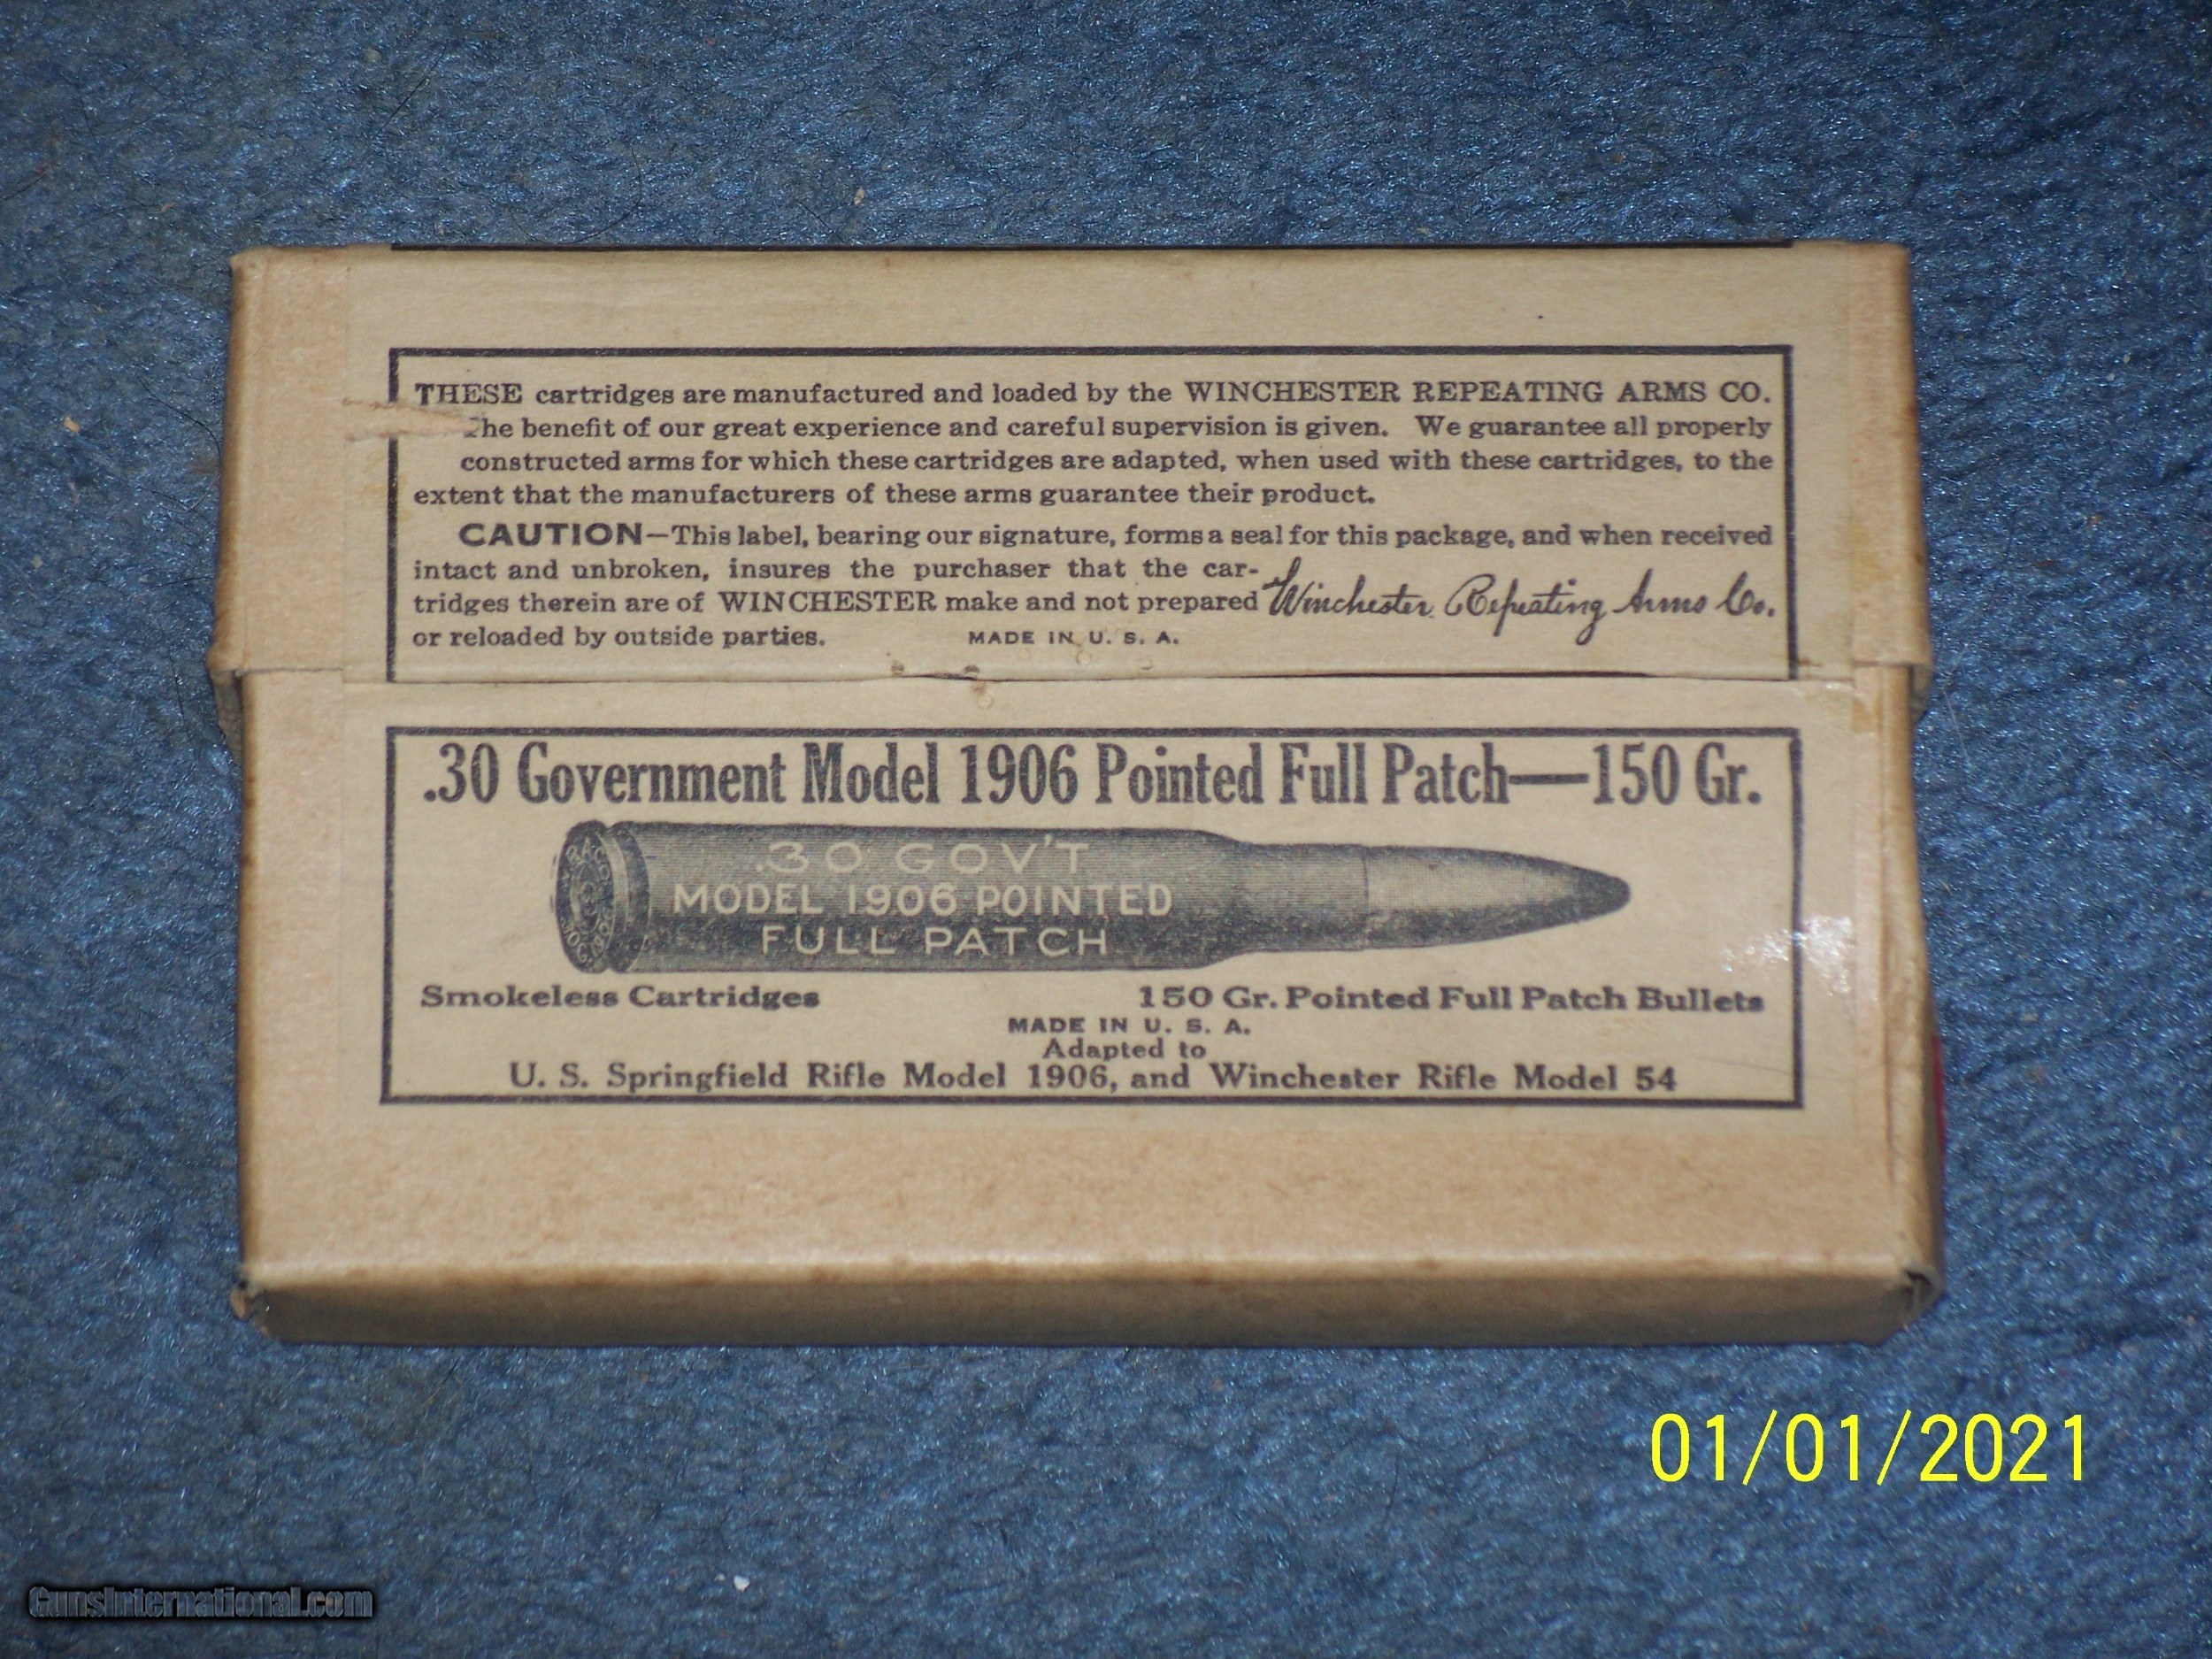 THESE cartridges are manufactured and loaded by the WINCHESTER REPEATING ARMS CO.
The benefit of our great experience and careful supervision is given. We guarantee all properly
constructed arms for which these cartridges are adapted, when used with these cartridges, to the
extent that the manufacturers of these arms guarantee their product.
CAUTION—This label, bearing our signature, forms a seal for this package, and when received
intact and unbroken, insures the purchaser that the car-
tridges therein are of WINCHESTER make and not prepared Winchester Repeating Arms Co.
or reloaded by outside parties. MADE IN U. S. A.
.30 Government Model 1906 Pointed Full Patch—150 Gr.
.30 GOV'T
MODEL 1906 POINTED
FULL PATCH
Smokeless Cartridges 150 Gr. Pointed Full Patch Bullets
MADE IN U. S. A.
Adapted to
U. S. Springfield Rifle Model 1906, and Winchester Rifle Model 54
01/01/2021
GunsInternational.com